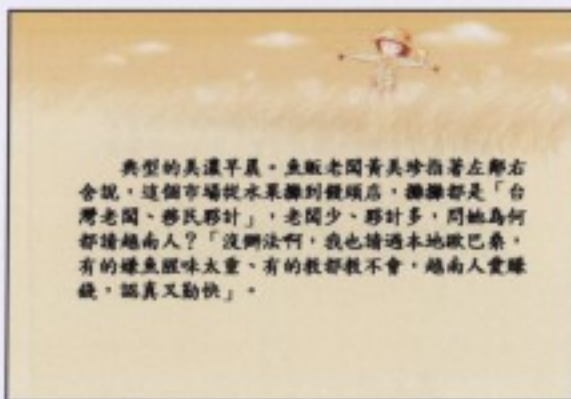 典型的美濃早晨。魚販老闆黃美珍指著左鄰右
舍說，這個市場從水果攤到饅頭店，攤攤都是「台
灣老闆、移民夥計」，老闆少、夥計多，問她為何
都請越南人？「沒辦法啊，我也請過本地歐巴桑，
有的嫌魚腥味太重、有的教都教不會，越南人愛賺
錢，認真又勤快」。